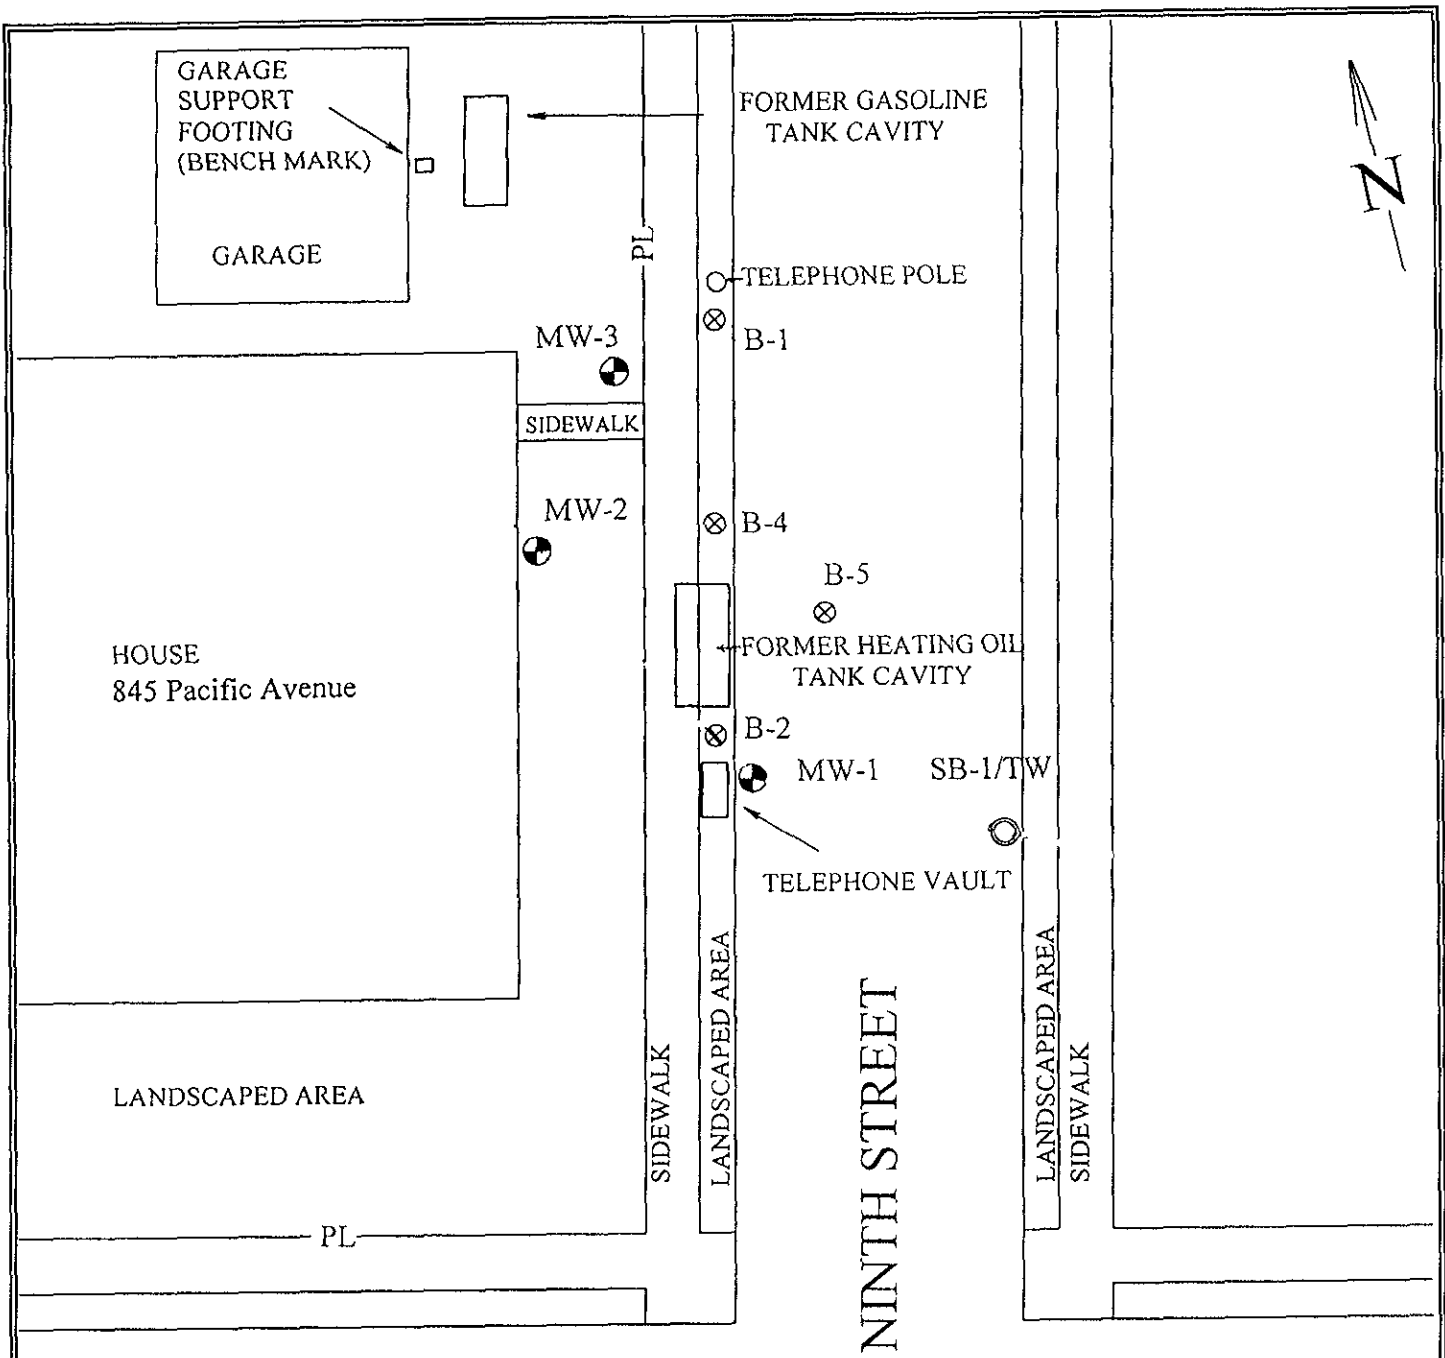 GARAGE
SUPPORT
FOOTING
(BENCH MARK)
FORMER GASOLINE
TANK CAVITY
N
GARAGE
PL
TELEPHONE POLE
MW-3
B-1
SIDEWALK
MW-2
B-4
B-5
HOUSE
845 Pacific Avenue
FORMER HEATING OIL
TANK CAVITY
B-2
MW-1
SB-1/TW
TELEPHONE VAULT
LANDSCAPED AREA
SIDEWALK
LANDSCAPED AREA
NINTH STREET
LANDSCAPED AREA
SIDEWALK
PL